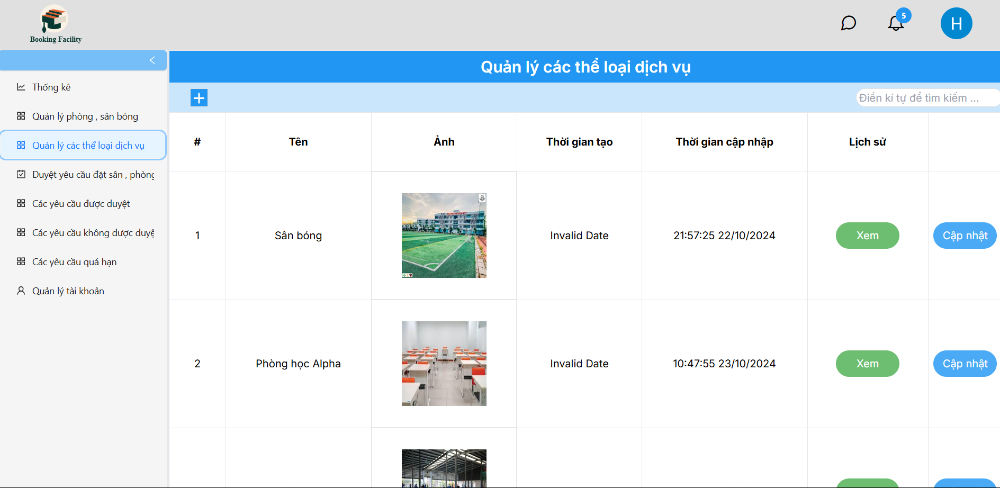 Booking Facility
5
H
Thống kê
Quản lý phòng , sân bóng
Quản lý các thể loại dịch vụ
Duyệt yêu cầu đặt sân , phòng
Các yêu cầu được duyệt
Các yêu cầu không được duyệ
Các yêu cầu quá hạn
Quản lý tài khoản
Quản lý các thể loại dịch vụ
Điền kí tự để tìm kiếm ...
# Tên Ảnh Thời gian tạo Thời gian cập nhập Lịch sử
1 Sân bóng Invalid Date 21:57:25 22/10/2024 Xem Cập nhật
2 Phòng học Alpha Invalid Date 10:47:55 23/10/2024 Xem Cập nhật